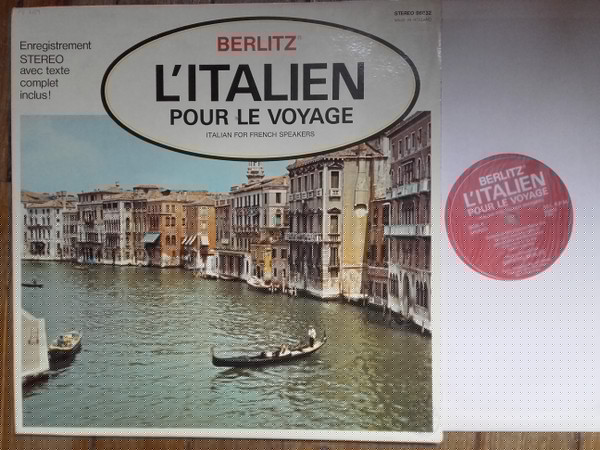 STEREO 99732
Enregistrement
STEREO
avec texte
complet
inclus!
BERLITZ®
L'ITALIEN
POUR LE VOYAGE
ITALIAN FOR FRENCH SPEAKERS
BERLITZ
L'ITALIEN
POUR LE VOYAGE